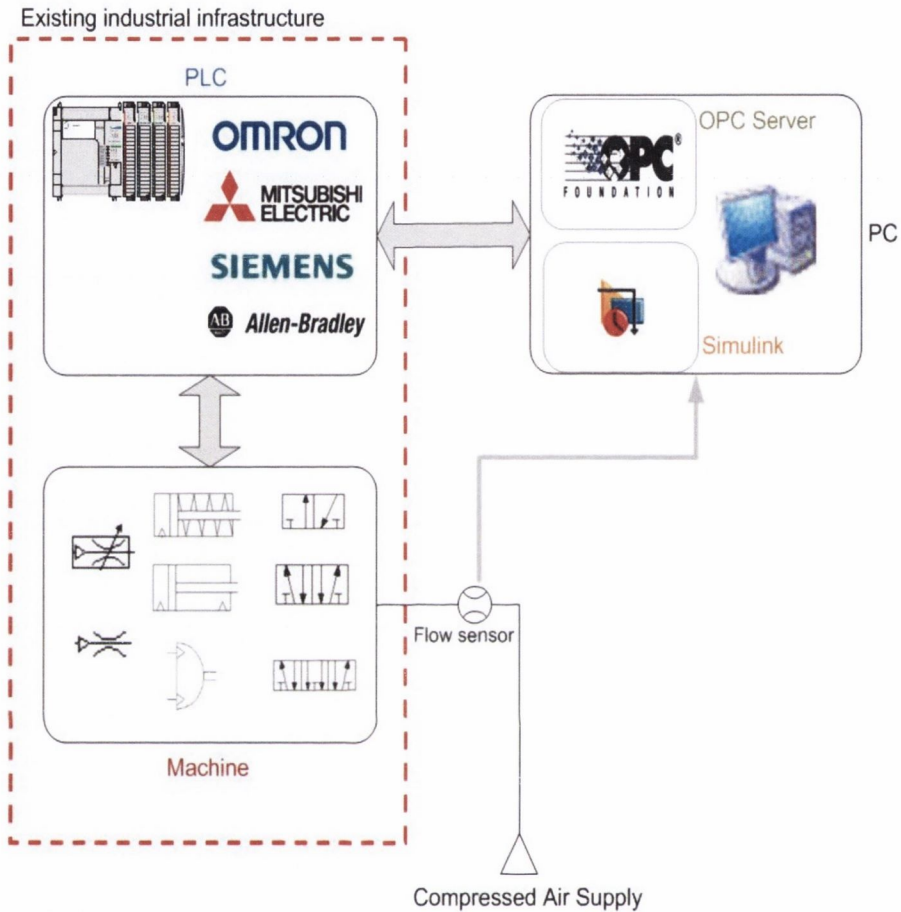 Existing industrial infrastructure
PLC
OMRON
MITSUBISHI
ELECTRIC
SIEMENS
AB Allen-Bradley
OPC Server
OPC®
FOUNDATION
PC
Simulink
Flow sensor
Machine
Compressed Air Supply